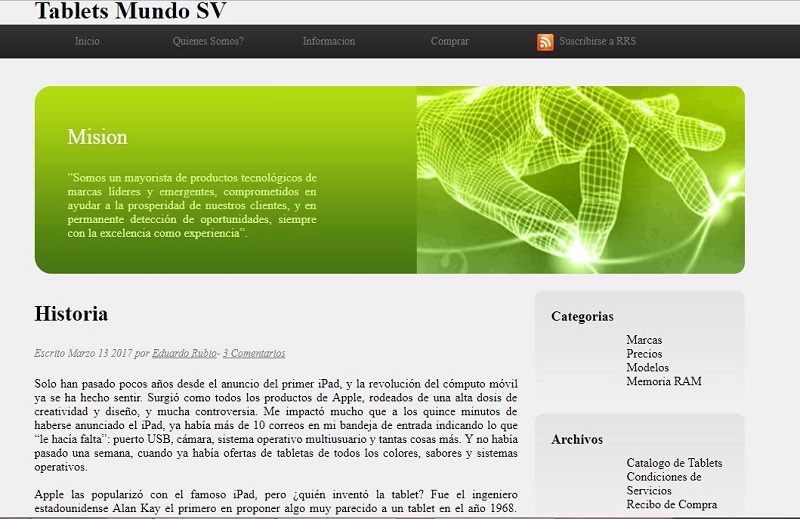 Tablets Mundo SV
Inicio
Quienes Somos?
Informacion
Comprar
Suscribirse a RRS
Mision
"Somos un mayorista de productos tecnológicos de
marcas líderes y emergentes, comprometidos en
ayudar a la prosperidad de nuestros clientes, y en
permanente detección de oportunidades, siempre
con la excelencia como experiencia”.
Historia
Escrito Marzo 13 2017 por Eduardo Rubio- 3 Comentarios
Solo han pasado pocos años desde el anuncio del primer iPad, y la revolución del cómputo móvil
ya se ha hecho sentir. Surgió como todos los productos de Apple, rodeados de una alta dosis de
creatividad y diseño, y mucha controversia. Me impactó mucho que a los quince minutos de
haberse anunciado el iPad, ya había más de 10 correos en mi bandeja de entrada indicando lo que
“le hacía falta”: puerto USB, cámara, sistema operativo multiusuario y tantas cosas más. Y no había
pasado una semana, cuando ya había ofertas de tabletas de todos los colores, sabores y sistemas
operativos.
Apple las popularizó con el famoso iPad, pero ¿quién inventó la tablet? Fue el ingeniero
estadounidense Alan Kay el primero en proponer algo muy parecido a un tablet en el año 1968.
Categorias
Marcas
Precios
Modelos
Memoria RAM
Archivos
Catalogo de Tablets
Condiciones de
Servicios
Recibo de Compra